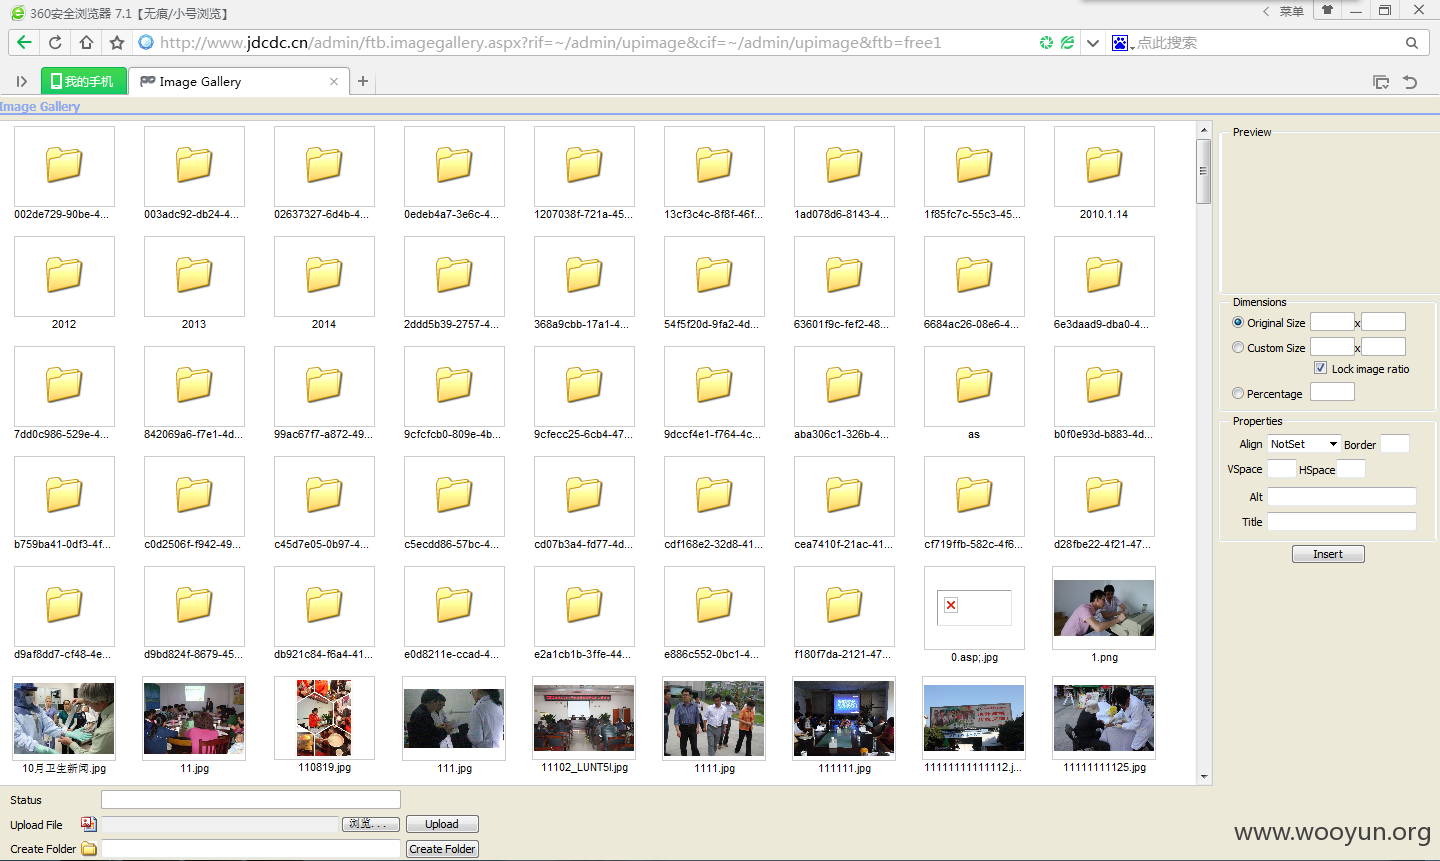 360安全浏览器 7.1【无痕/小号浏览】
菜单
http://www.jdcdc.cn/admin/ftb.imagegallery.aspx?rif=~/admin/upimage&cif=~/admin/upimage&ftb=free1
点此搜索
我的手机
Image Gallery
Image Gallery
002de729-90be-4... 003adc92-db24-4... 02637327-6d4b-4... 0edeb4a7-3e6c-4... 1207038f-721a-45... 13cf3c4c-8f8f-46f... 1ad078d6-8143-4... 1f85fc7c-55c3-45... 2010.1.14
2012 2013 2014 2ddd5b39-2757-4... 368a9cbb-17a1-4... 54f5f20d-9fa2-4d... 63601f9c-fef2-48... 6684ac26-08e6-4... 6e3daad9-dba0-4...
7dd0c986-529e-4... 842069a6-f7e1-4d... 99ac67f7-a872-49... 9cfcfcb0-809e-4b... 9cfecc25-6cb4-47... 9dccf4e1-f764-4c... aba306c1-326b-4... as b0f0e93d-b883-4d...
b759ba41-0df3-4f... c0d2506f-f942-49... c45d7e05-0b97-4... c5ecdd86-57bc-4... cd07b3a4-fd77-4d... cdf168e2-32d8-41... cea7410f-21ac-41... cf719ffb-582c-4f6... d28fbe22-4f21-47...
d9af8dd7-cf48-4e... d9bd824f-8679-45... db921c84-f6a4-41... e0d8211e-ccad-4... e2a1cb1b-3ffe-44... e886c552-0bc1-4... f180f7da-2121-47... 0.asp;.jpg 1.png
10月卫生新闻.jpg 11.jpg 110819.jpg 111.jpg 11102_LUNT5l.jpg 1111.jpg 111111.jpg 11111111111112.j... 11111111125.jpg
Preview
Dimensions
Original Size x
Custom Size x
Lock image ratio
Percentage
Properties
Align NotSet Border
VSpace HSpace
Alt
Title
Insert
Status
Upload File 浏览... Upload
Create Folder Create Folder
www.wooyun.org